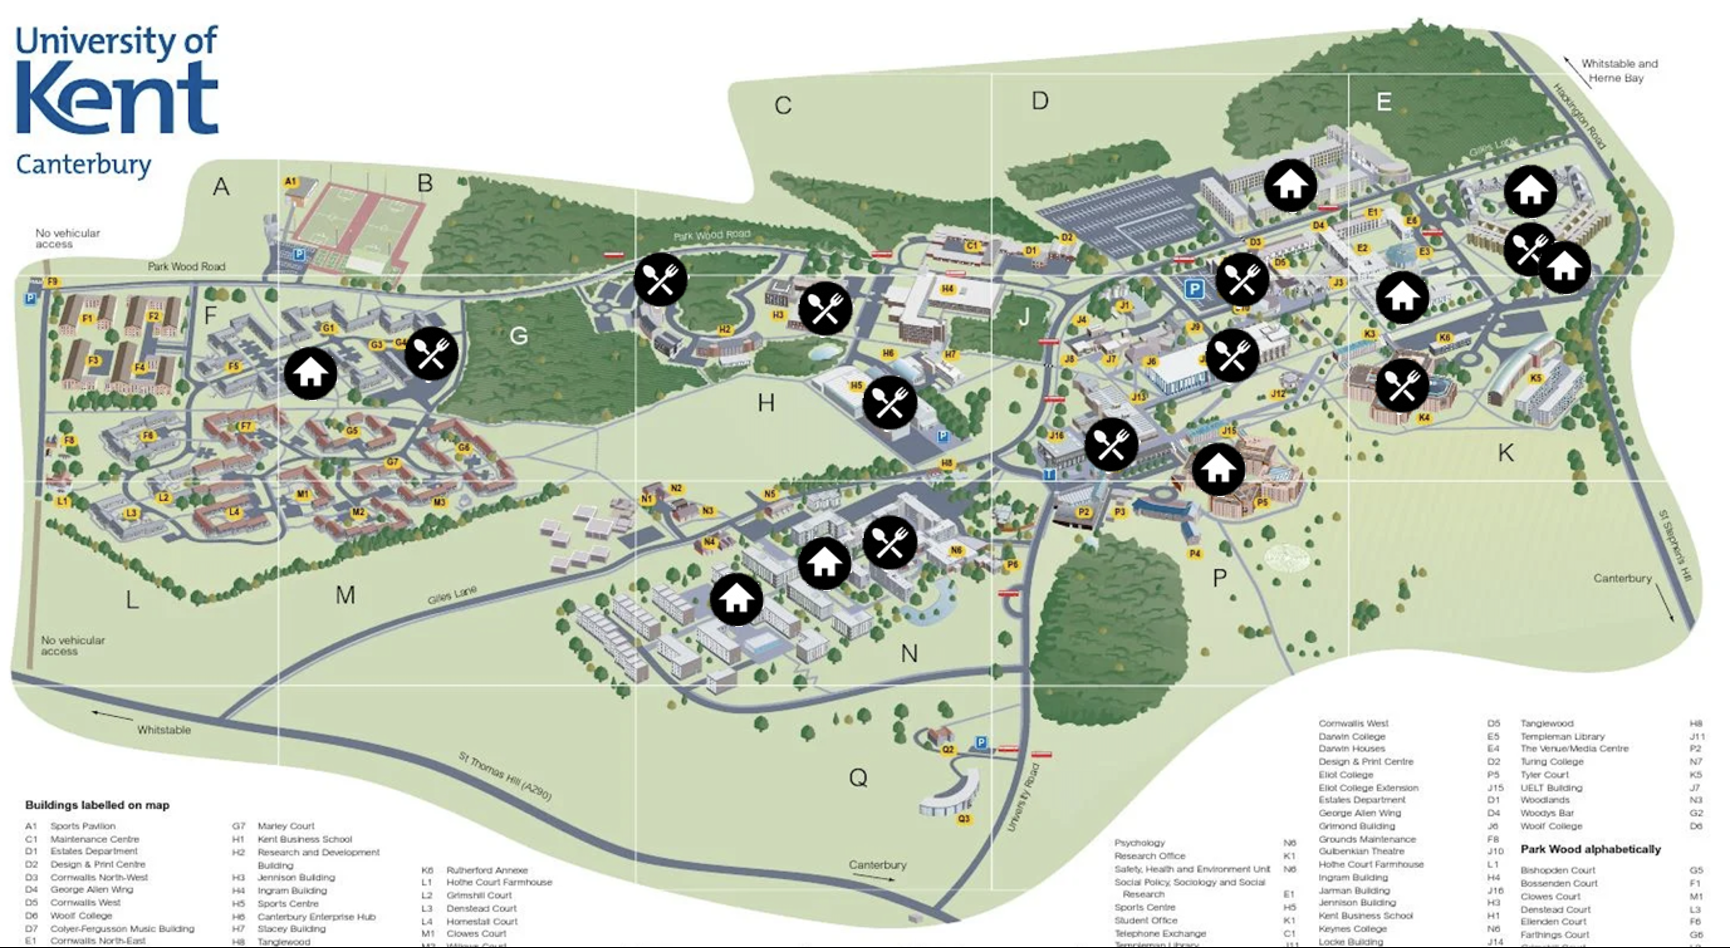 University of
Kent
Canterbury
Whitstable and
Herne Bay
Hackington Road
Giles Lane
A
B
C
D
E
A1
No vehicular
access
Park Wood Road
P
Park Wood Road
C1
D1
D2
D3
D4
D5
E1
E2
E3
E4
F9
P
F
F1
F2
F3
F4
F5
G1
G3
G4
G
H2
H3
H4
H5
H6
H7
H
P
J
J1
J3
J4
J6
J7
J8
J9
P
J12
J13
J15
J16
K3
K4
K5
K6
K
F6
F7
F8
G5
G6
G7
H8
L1
L2
L3
L4
M1
M2
M3
N1
N2
N3
N4
N5
N6
P2
P3
P4
P5
P6
L
M
N
P
St Stephen's Hill
Canterbury
Giles Lane
No vehicular
access
Whitstable
St Thomas Hill (A290)
Q2
P
Q
Q3
University Road
Canterbury
Buildings labelled on map
A1 Sports Pavilion
C1 Maintenance Centre
D1 Estates Department
D2 Design & Print Centre
D3 Cornwallis North-West
D4 George Allen Wing
D5 Cornwallis West
D6 Woolf College
D7 Colyer-Fergusson Music Building
E1 Cornwallis North-East
G7 Marley Court
H1 Kent Business School
H2 Research and Development
Building
H3 Jennison Building
H4 Ingram Building
H5 Sports Centre
H6 Canterbury Enterprise Hub
H7 Stacey Building
H8 Tanglewood
K6 Rutherford Annexe
L1 Hothe Court Farmhouse
L2 Grimshill Court
L3 Denstead Court
L4 Homestall Court
M1 Clowes Court
Psychology N6
Research Office K1
Safety, Health and Environment Unit N6
Social Policy, Sociology and Social
Research E1
Sports Centre H5
Student Office K1
Telephone Exchange C1
Templeman Library J11
Cornwallis West D5
Darwin College E5
Darwin Houses E4
Design & Print Centre D2
Eliot College P5
Eliot College Extension J15
Estates Department D1
George Allen Wing D4
Grimond Building J6
Grounds Maintenance F8
Gulbenkian Theatre J10
Hothe Court Farmhouse L1
Ingram Building H4
Jarman Building J16
Jennison Building H3
Kent Business School H1
Keynes College N6
Locke Building J14
Tanglewood H8
Templeman Library J11
The Venue/Media Centre P2
Turing College N7
Tyler Court K5
UELT Building J7
Woodlands N3
Woodys Bar G2
Woolf College D6
Park Wood alphabetically
Bishopden Court G5
Bossenden Court F1
Clowes Court M1
Denstead Court L3
Ellenden Court F6
Farthings Court G6